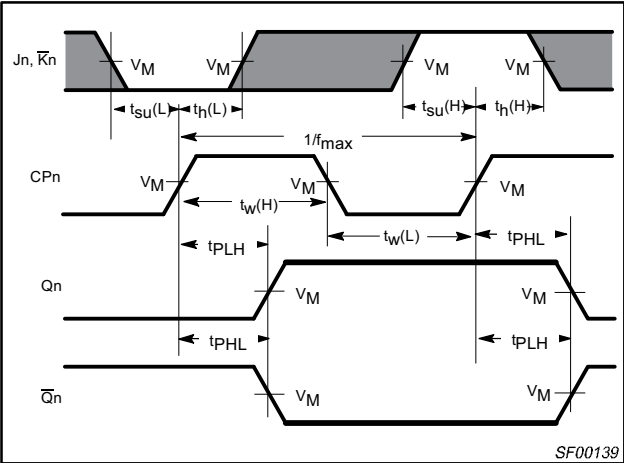 Jn, K̅n
VM VM VM VM
tsu(L) th(L) tsu(H) th(H)
1/fmax
CPn
VM VM VM
tw(H)
tw(L)
tPLH tPHL
Qn
VM VM
tPHL tPLH
Q̅n
VM VM
SF00139